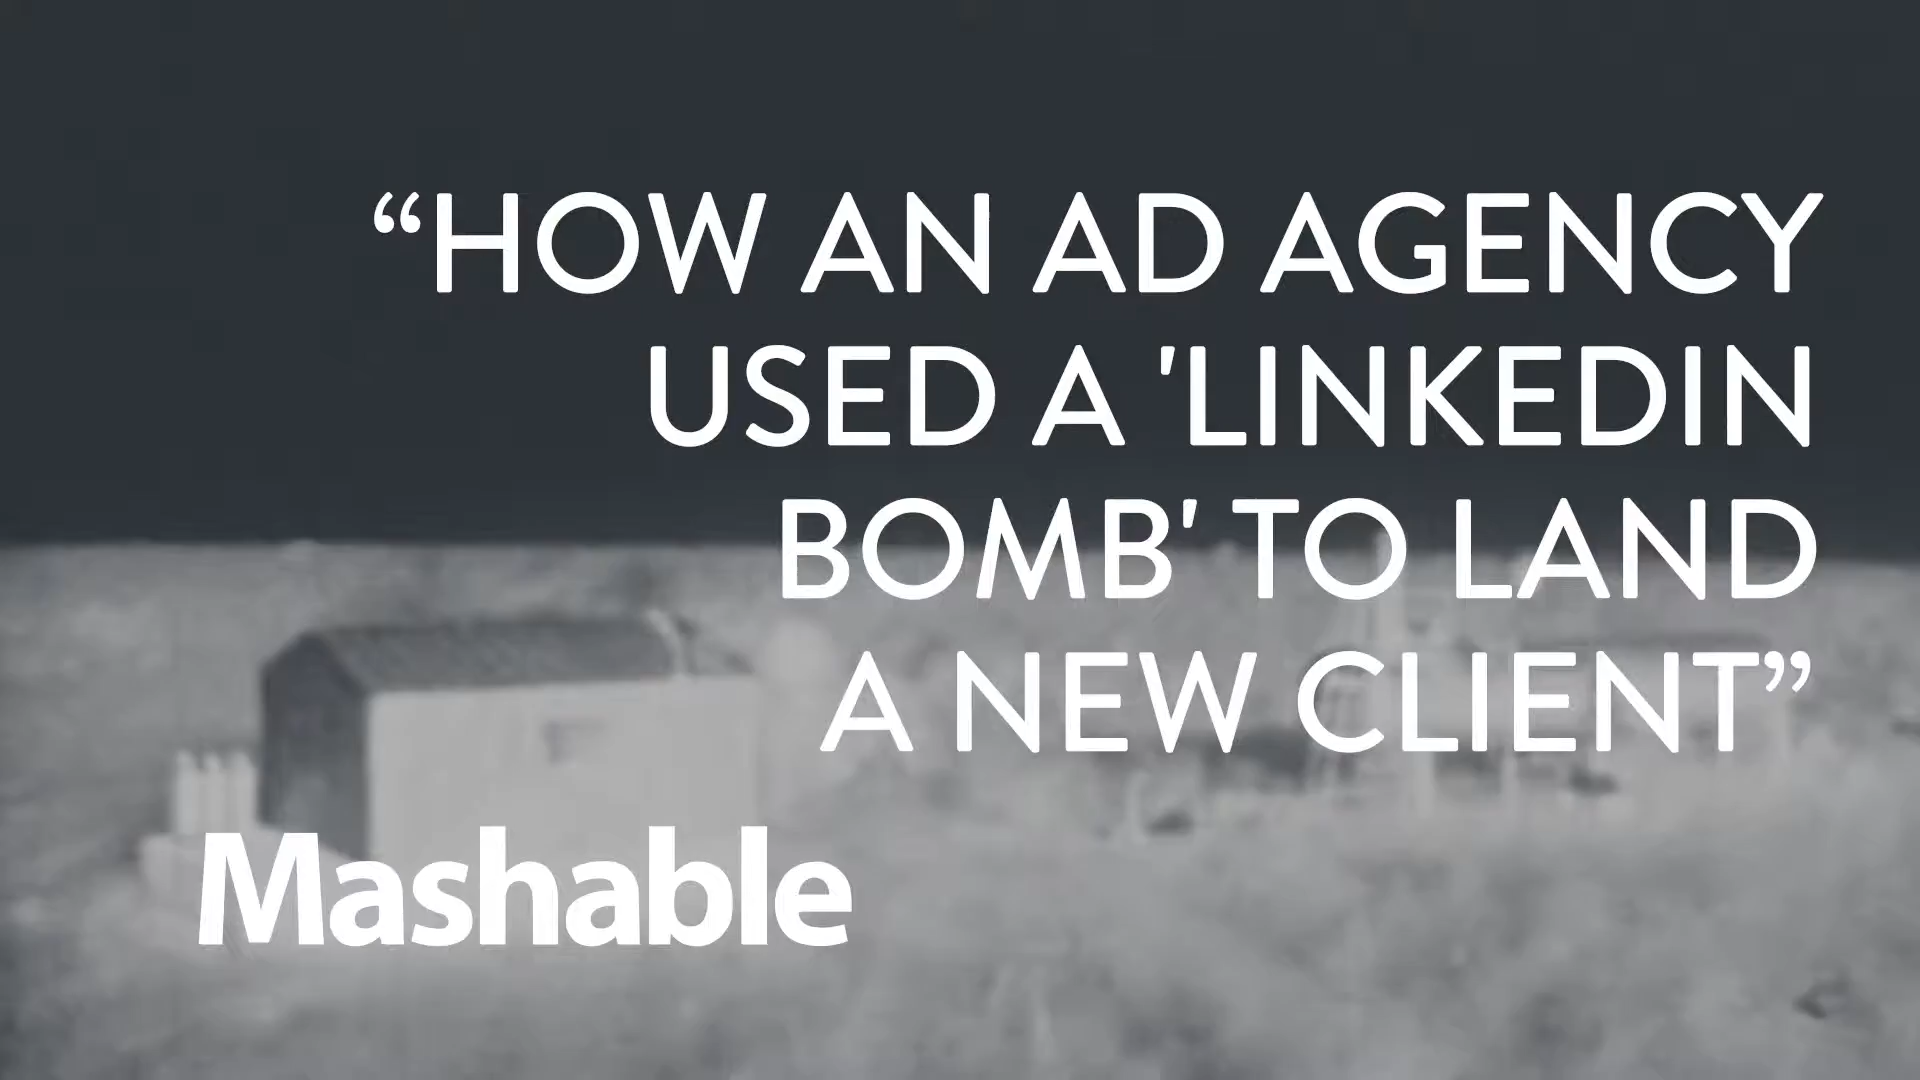 “HOW AN AD AGENCY
USED A 'LINKEDIN
BOMB' TO LAND
A NEW CLIENT”
Mashable